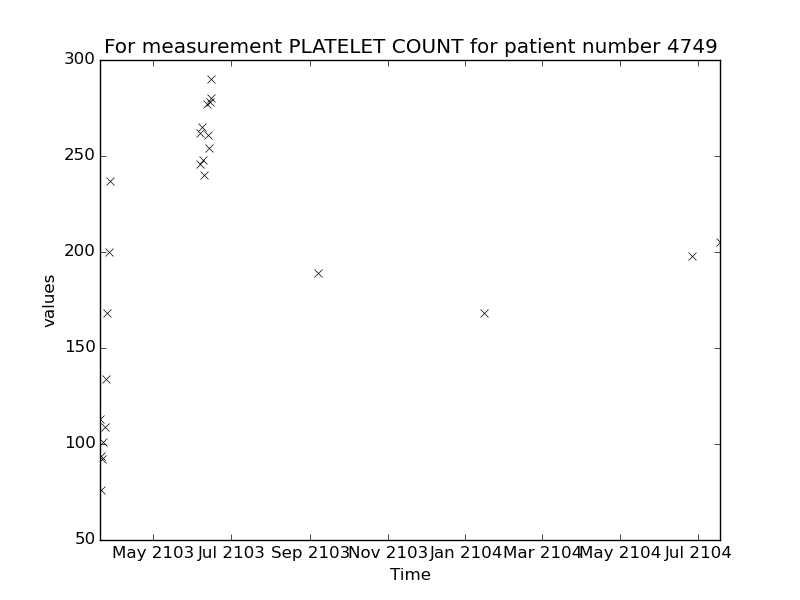 For measurement PLATELET COUNT for patient number 4749
300
250
200
150
100
50
values
May 2103 Jul 2103 Sep 2103 Nov 2103 Jan 2104 Mar 2104 May 2104 Jul 2104
Time